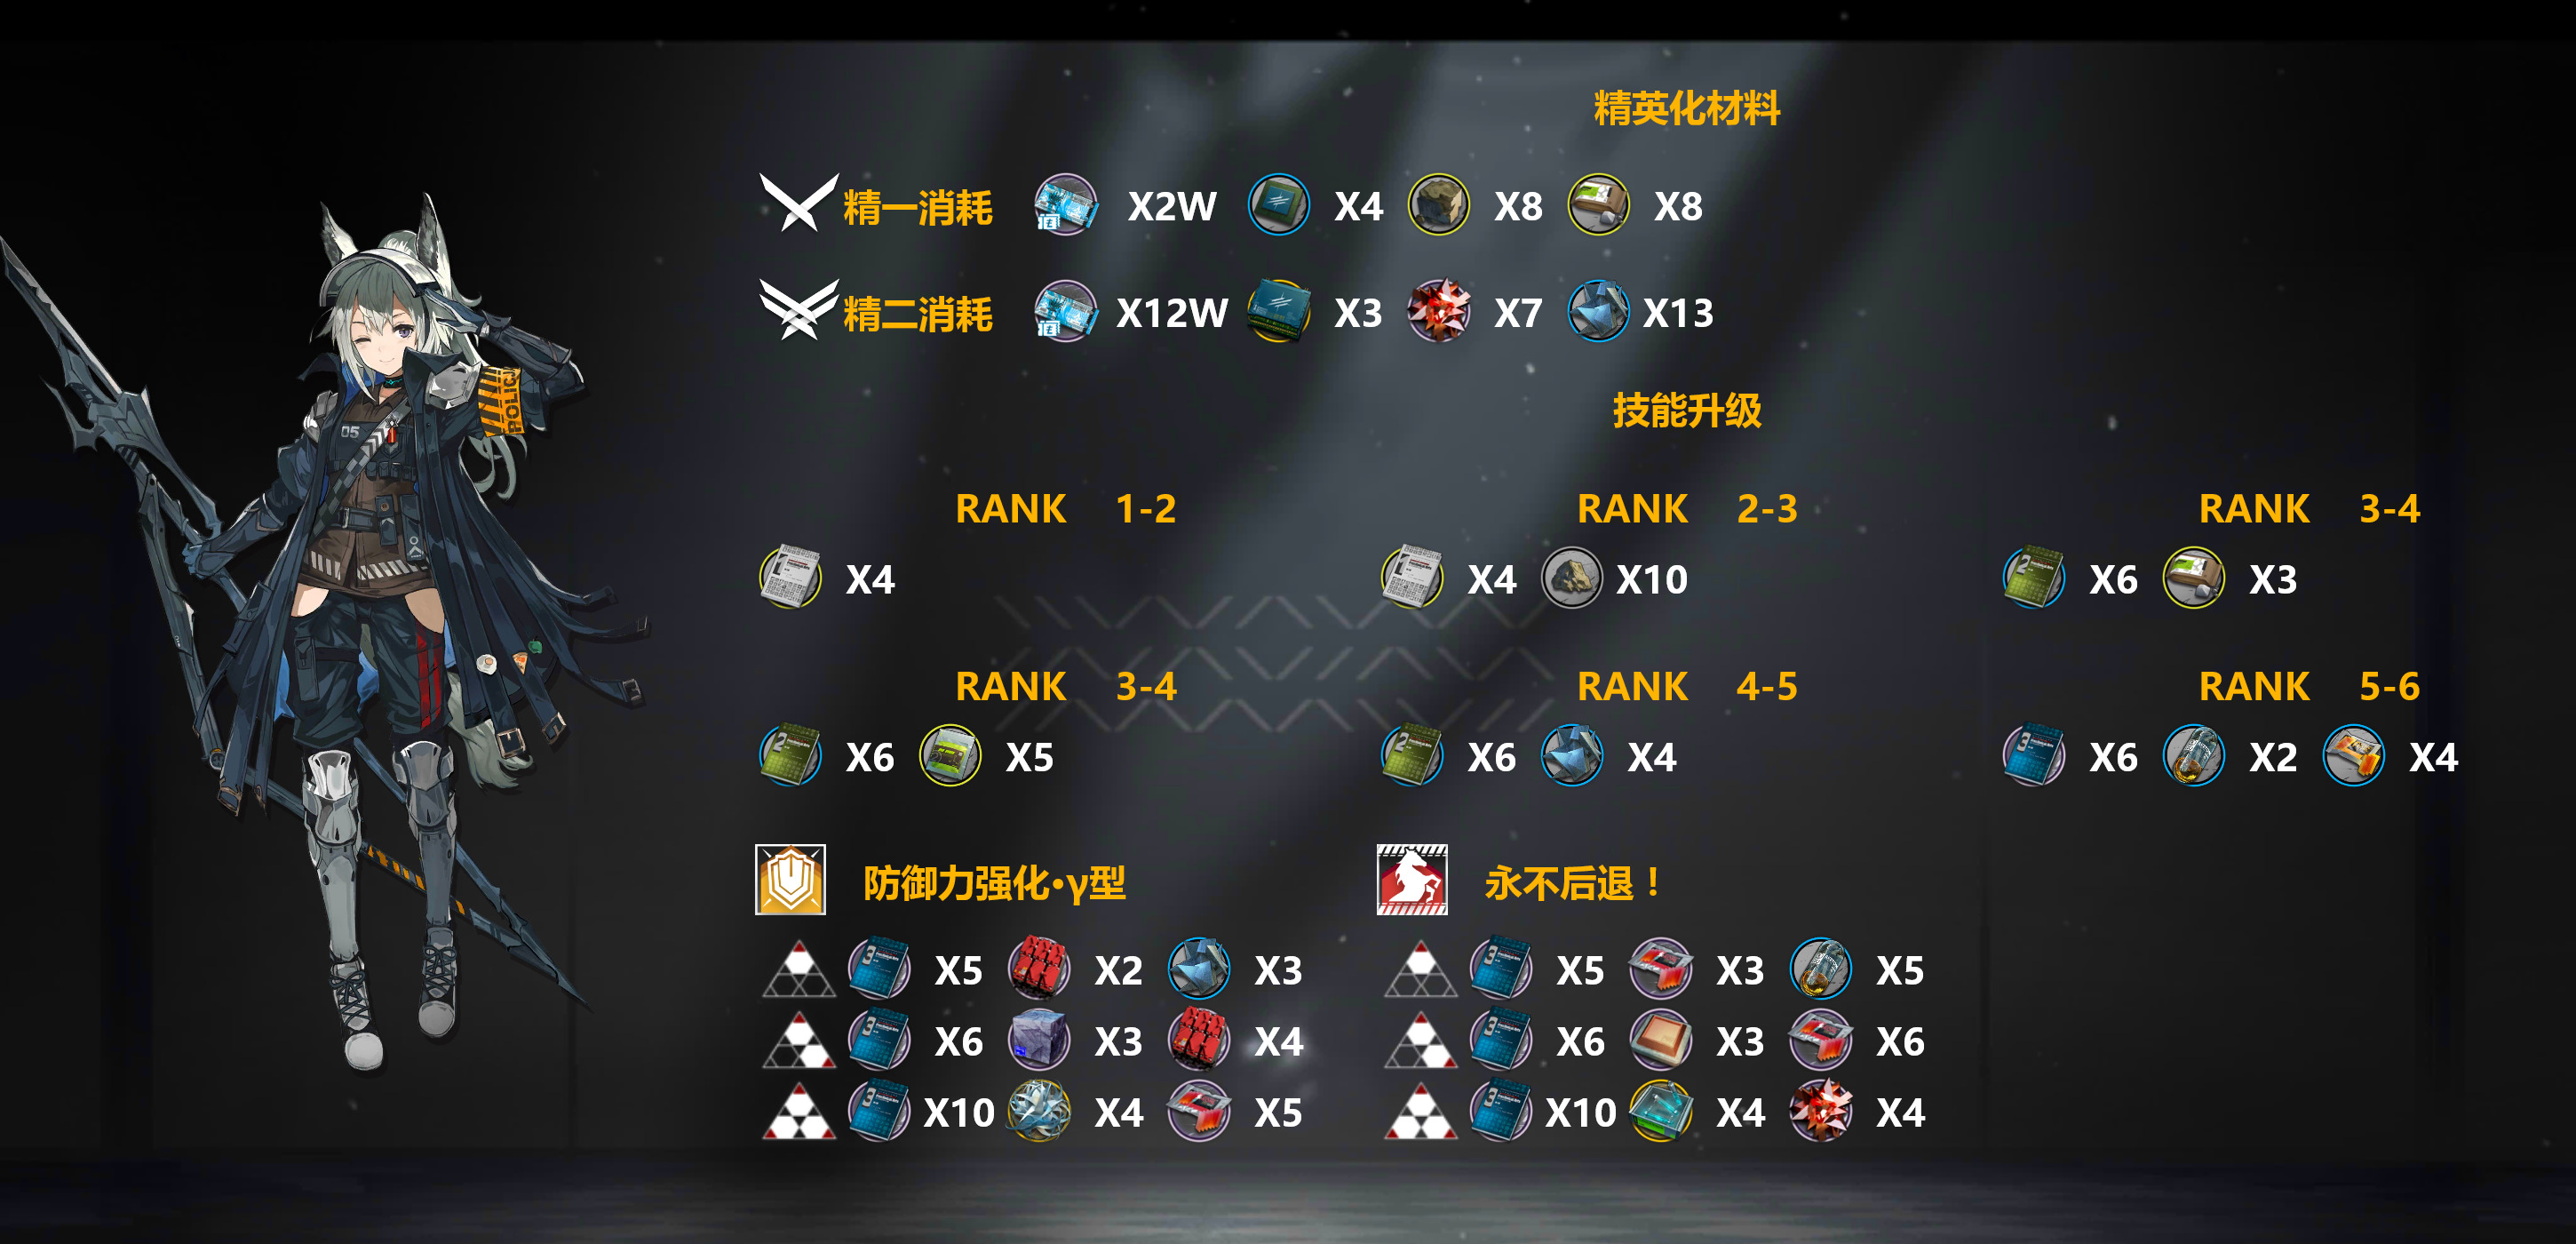 精英化材料
精一消耗 X2W X4 X8 X8
精二消耗 X12W X3 X7 X13
技能升级
RANK 1-2 RANK 2-3 RANK 3-4
X4 X4 X10 X6 X3
RANK 3-4 RANK 4-5 RANK 5-6
X6 X5 X6 X4 X6 X2 X4
防御力强化·γ型 永不后退！
X5 X2 X3 X5 X3 X5
X6 X3 X4 X6 X3 X6
X10 X4 X5 X10 X4 X4
POLICJA
05